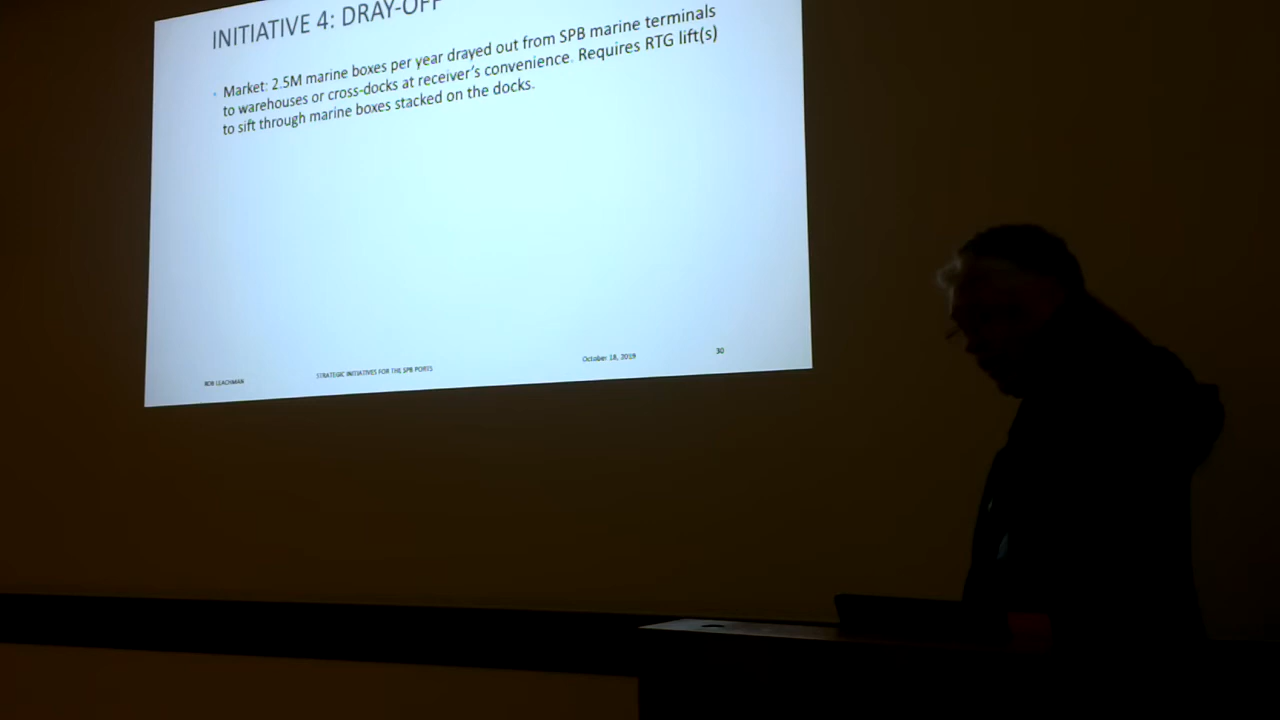 INITIATIVE 4: DRAY-OFF
• Market: 2.5M marine boxes per year drayed out from SPB marine terminals
to warehouses or cross-docks at receiver's convenience. Requires RTG lift(s)
to sift through marine boxes stacked on the docks.
ROB LEACHMAN
STRATEGIC INITIATIVES FOR THE SPB PORTS
October 18, 2019
30